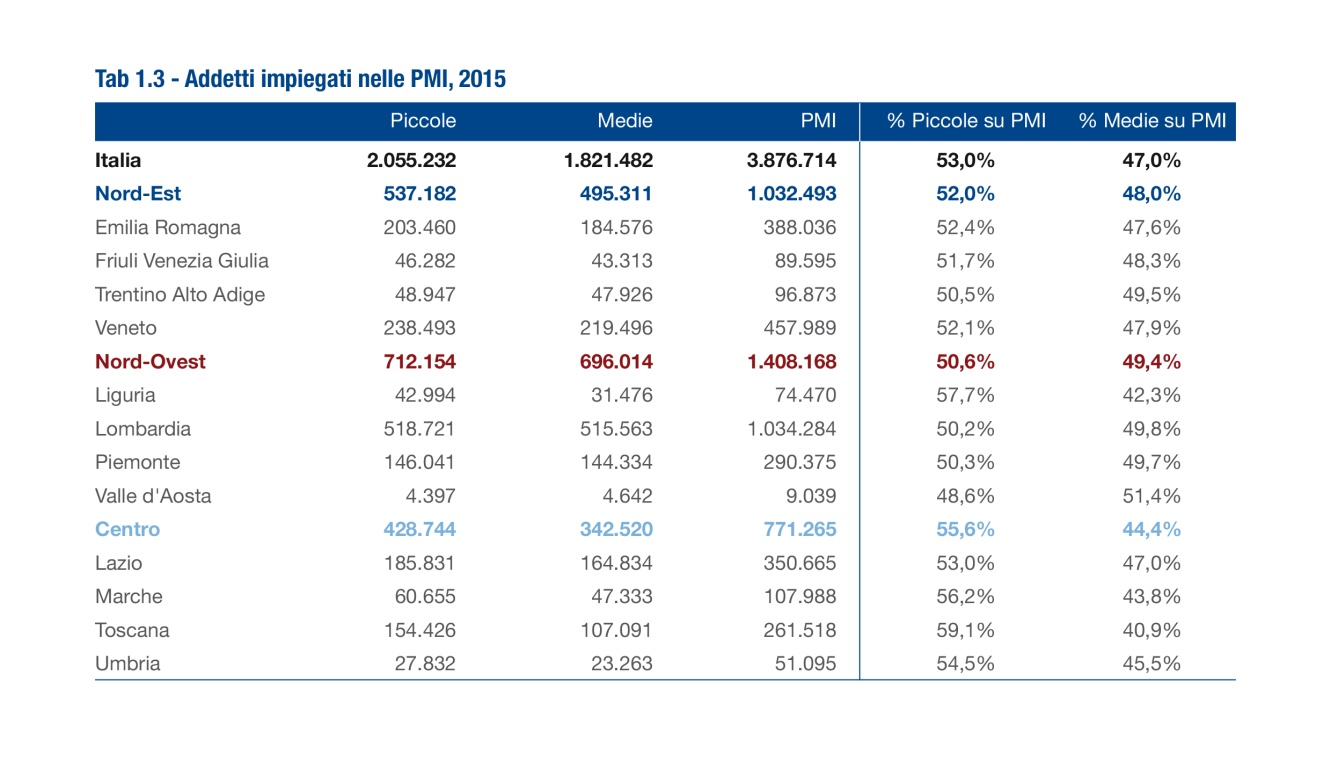 Tab 1.3 - Addetti impiegati nelle PMI, 2015
Piccole Medie PMI % Piccole su PMI % Medie su PMI
Italia 2.055.232 1.821.482 3.876.714 53,0% 47,0%
Nord-Est 537.182 495.311 1.032.493 52,0% 48,0%
Emilia Romagna 203.460 184.576 388.036 52,4% 47,6%
Friuli Venezia Giulia 46.282 43.313 89.595 51,7% 48,3%
Trentino Alto Adige 48.947 47.926 96.873 50,5% 49,5%
Veneto 238.493 219.496 457.989 52,1% 47,9%
Nord-Ovest 712.154 696.014 1.408.168 50,6% 49,4%
Liguria 42.994 31.476 74.470 57,7% 42,3%
Lombardia 518.721 515.563 1.034.284 50,2% 49,8%
Piemonte 146.041 144.334 290.375 50,3% 49,7%
Valle d'Aosta 4.397 4.642 9.039 48,6% 51,4%
Centro 428.744 342.520 771.265 55,6% 44,4%
Lazio 185.831 164.834 350.665 53,0% 47,0%
Marche 60.655 47.333 107.988 56,2% 43,8%
Toscana 154.426 107.091 261.518 59,1% 40,9%
Umbria 27.832 23.263 51.095 54,5% 45,5%